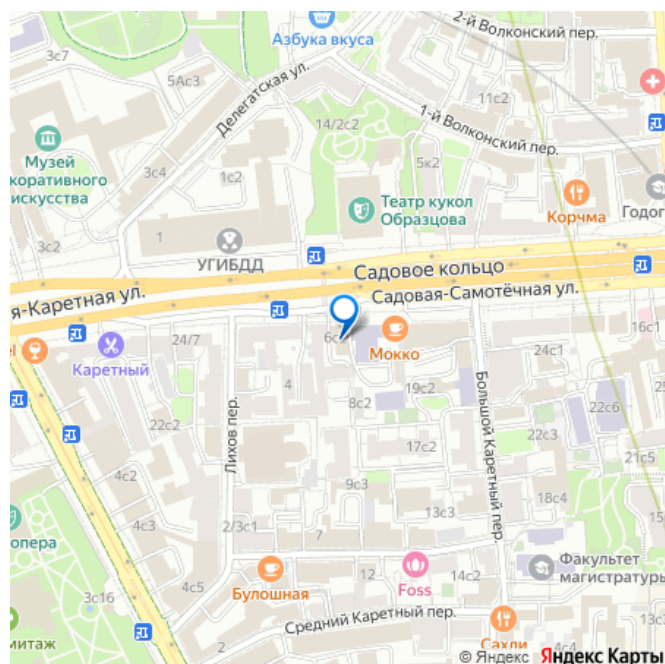 2-й Волконский пер.
Азбука вкуса
3с7
5Ас3
Делегатская ул.
11с2
14/2с2
1-й Волконский пер.
Музей
коративного
искусства
3с4
1с2
5к2
Театр кукол
Образцова
Корчма
Годог
3с2
1
УГИБДД
Садовое кольцо
я-Каретная ул.
Садовая-Самотёчная ул.
16с1
24/7
Каретный
Мокко
24с1
4
19с2
8с2
Большой Каретный пер.
22с6
22с2
Лихов пер.
22с3
17с2
21с5
4с2
9с3
18с4
13с3
15
4с3
2/3с1
7
опера
Факультет
магистратуры
4с5
Булошная
12
Foss
14с2
3с16
Средний Каретный пер.
митаж
2
Сахли
4с4
© Яндекс Яндекс Карты